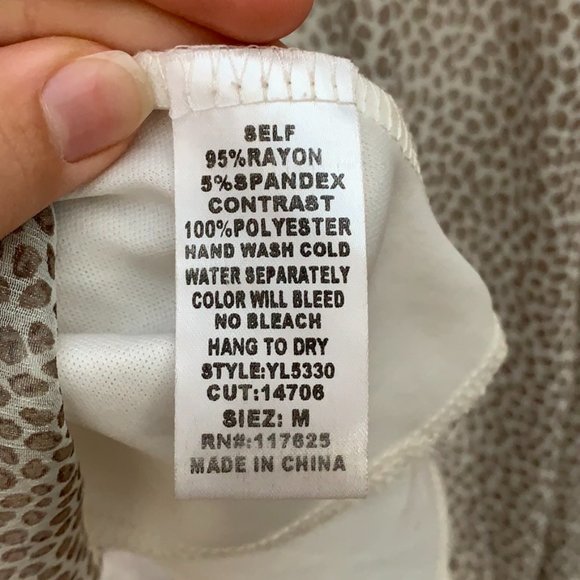 SELF
95%RAYON
5%SPANDEX
CONTRAST
100%POLYESTER
HAND WASH COLD
WATER SEPARATELY
COLOR WILL BLEED
NO BLEACH
HANG TO DRY
STYLE:YL5330
CUT:14706
SIEZ: M
RN#:117625
MADE IN CHINA